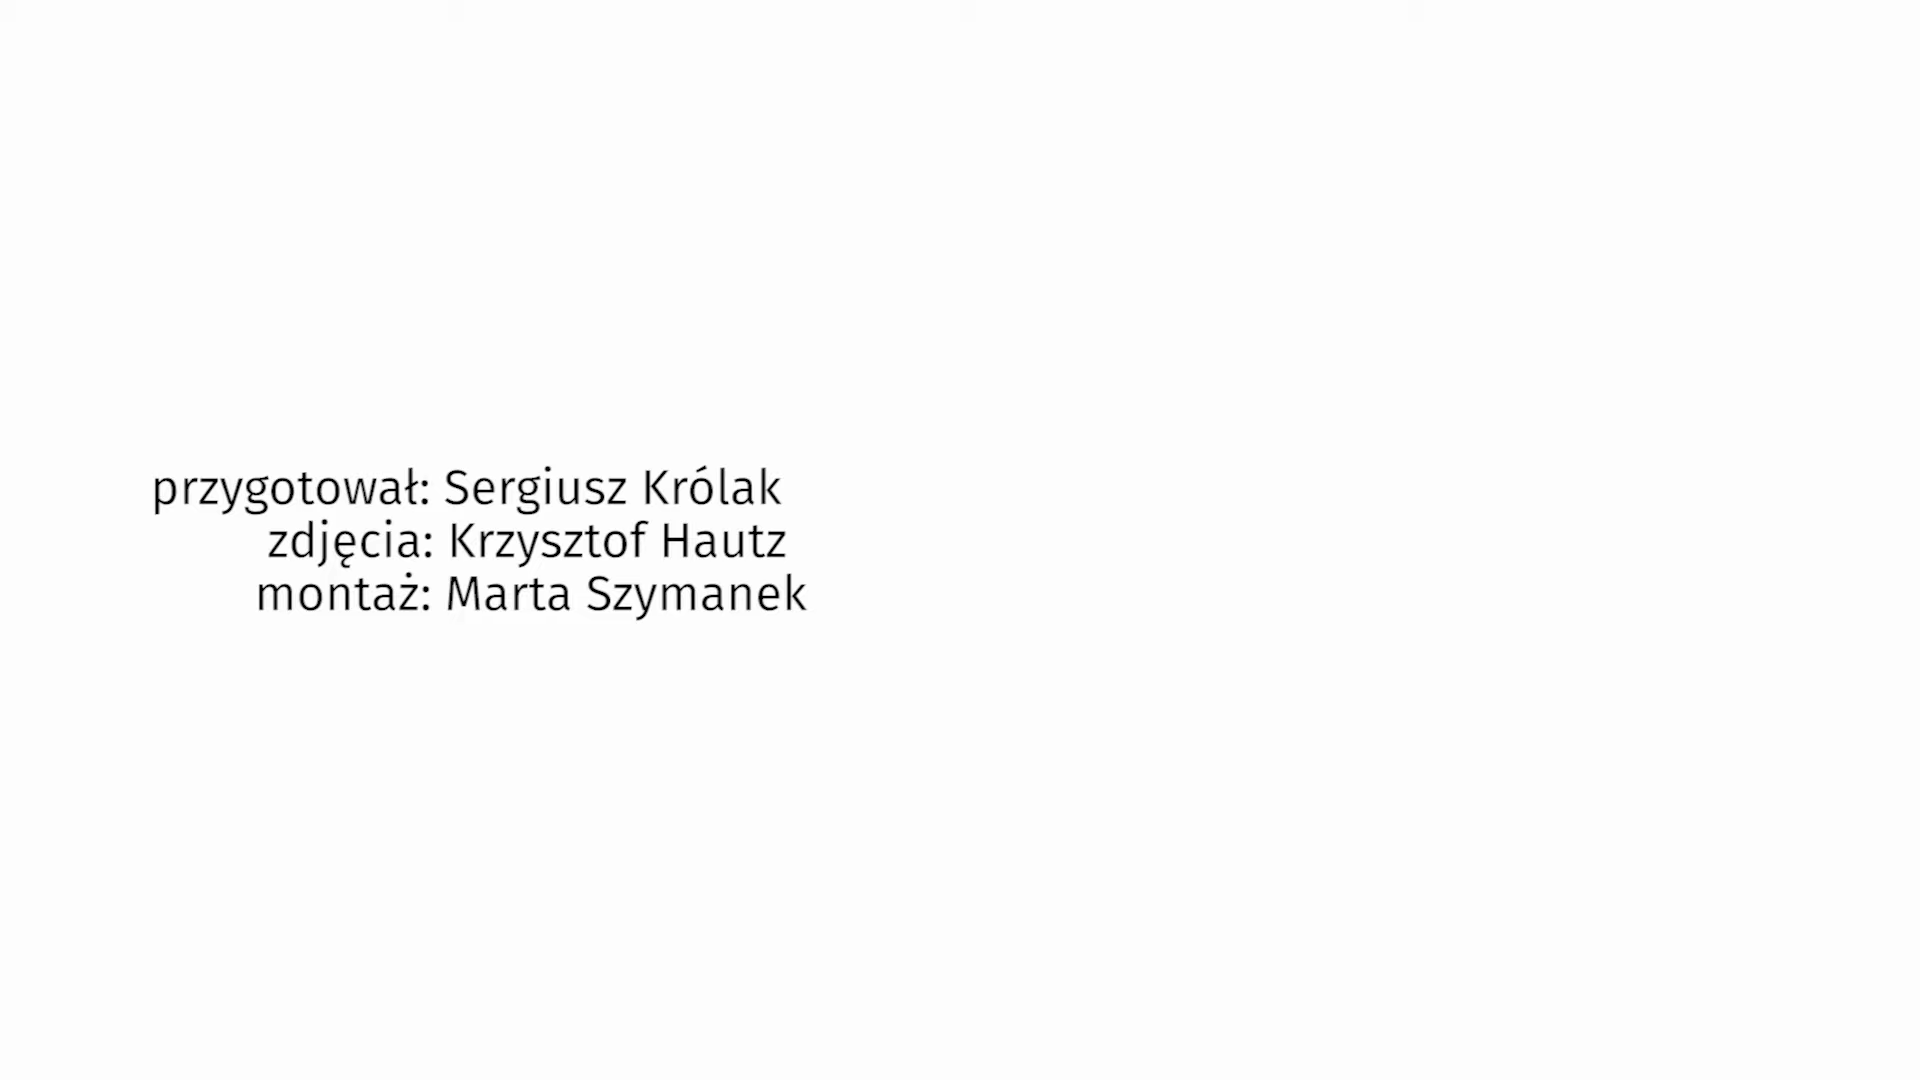 przygotował: Sergiusz Królak
zdjęcia: Krzysztof Hautz
montaż: Marta Szymanek